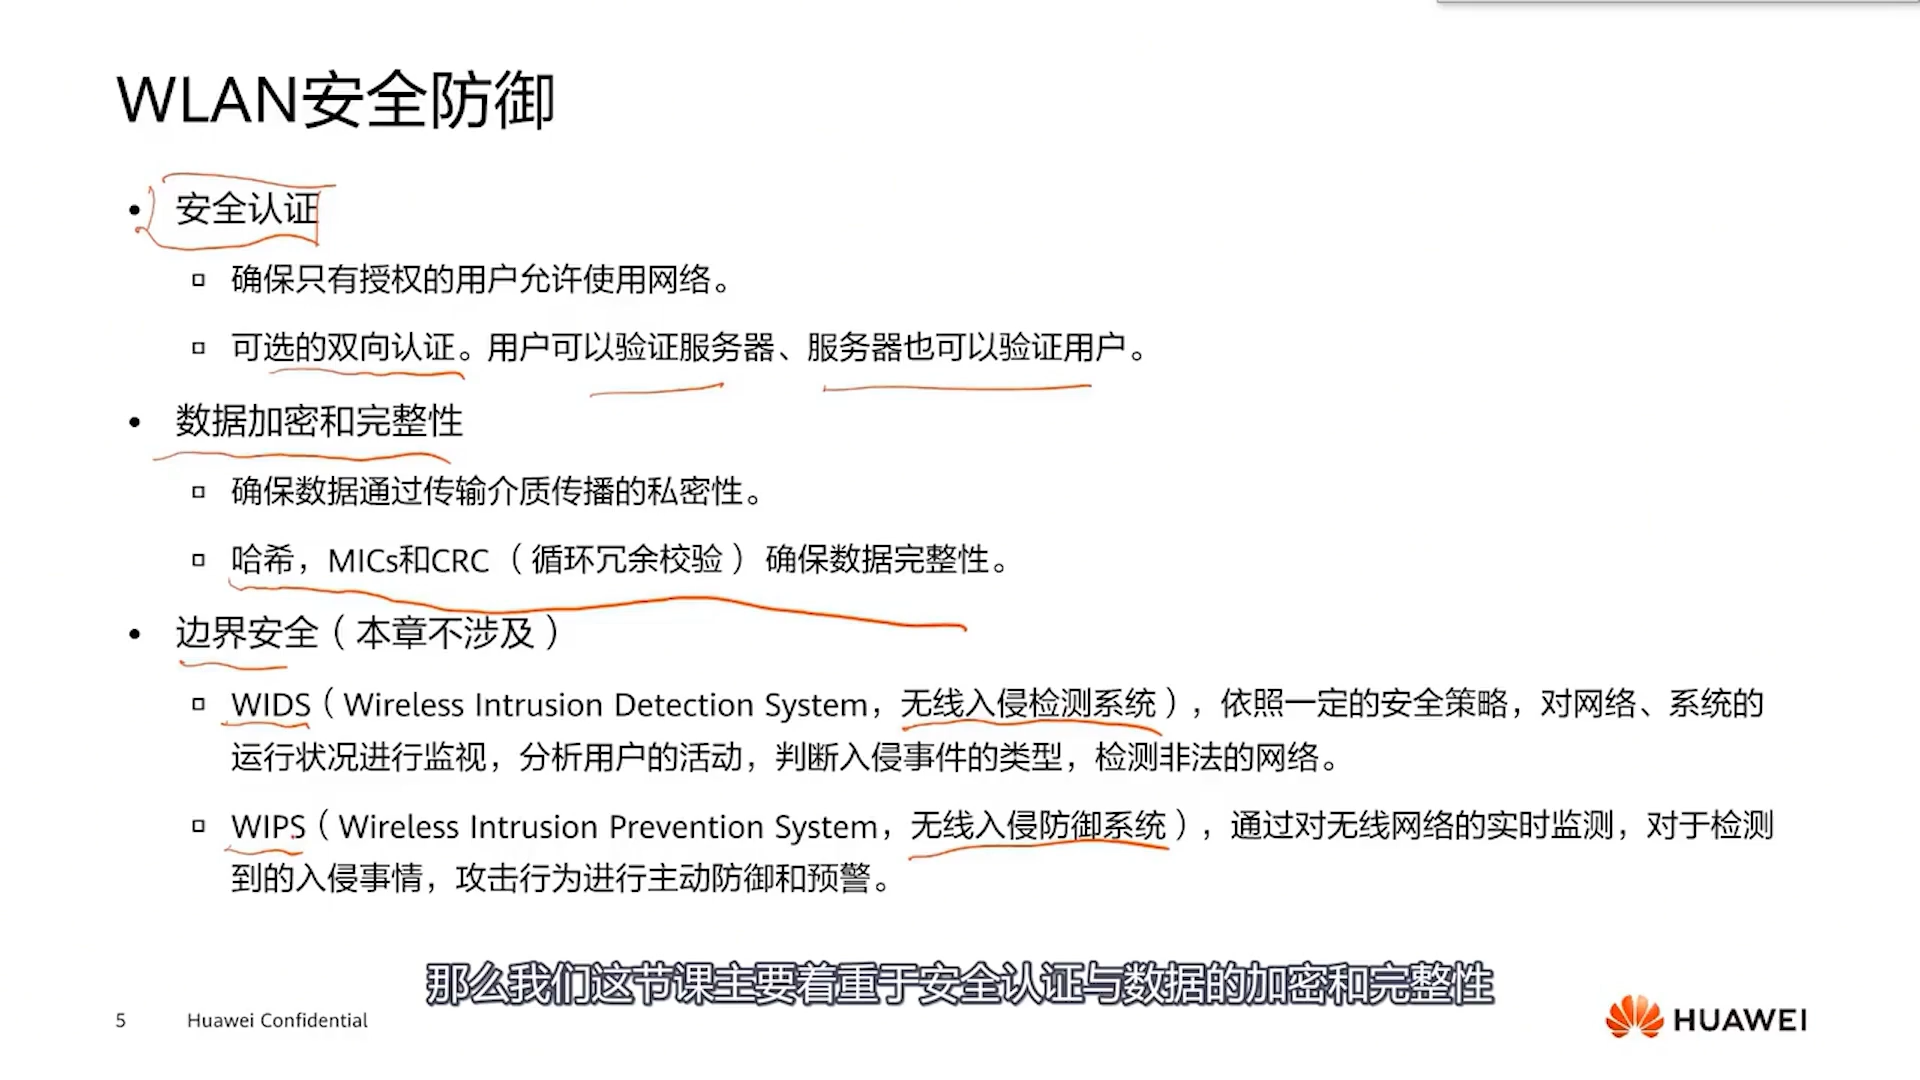 WLAN安全防御
• 安全认证
▫ 确保只有授权的用户允许使用网络。
▫ 可选的双向认证。用户可以验证服务器、服务器也可以验证用户。
• 数据加密和完整性
▫ 确保数据通过传输介质传播的私密性。
▫ 哈希，MICs和CRC（循环冗余校验）确保数据完整性。
• 边界安全（本章不涉及）
▫ WIDS（Wireless Intrusion Detection System，无线入侵检测系统），依照一定的安全策略，对网络、系统的
运行状况进行监视，分析用户的活动，判断入侵事件的类型，检测非法的网络。
▫ WIPS（Wireless Intrusion Prevention System，无线入侵防御系统），通过对无线网络的实时监测，对于检测
到的入侵事情，攻击行为进行主动防御和预警。
那么我们这节课主要着重于安全认证与数据的加密和完整性
5 Huawei Confidential
HUAWEI